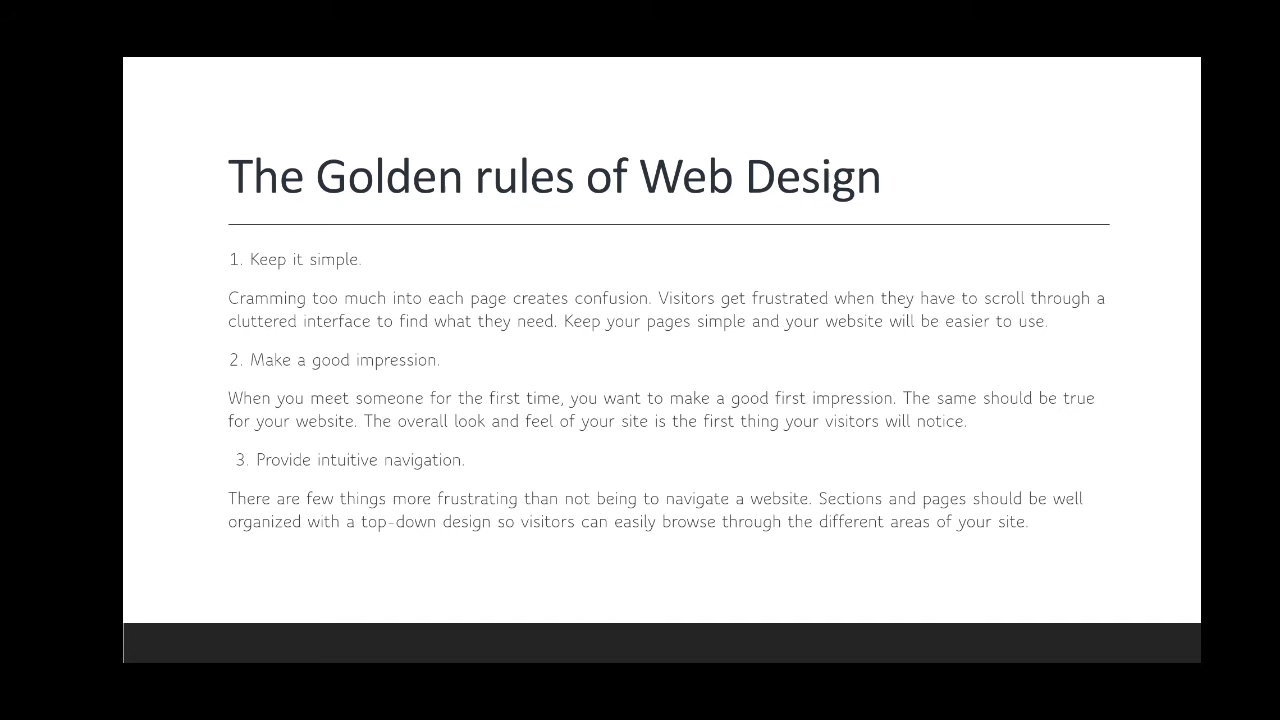 The Golden rules of Web Design
1. Keep it simple.
Cramming too much into each page creates confusion. Visitors get frustrated when they have to scroll through a
cluttered interface to find what they need. Keep your pages simple and your website will be easier to use.
2. Make a good impression.
When you meet someone for the first time, you want to make a good first impression. The same should be true
for your website. The overall look and feel of your site is the first thing your visitors will notice.
3. Provide intuitive navigation.
There are few things more frustrating than not being to navigate a website. Sections and pages should be well
organized with a top-down design so visitors can easily browse through the different areas of your site.